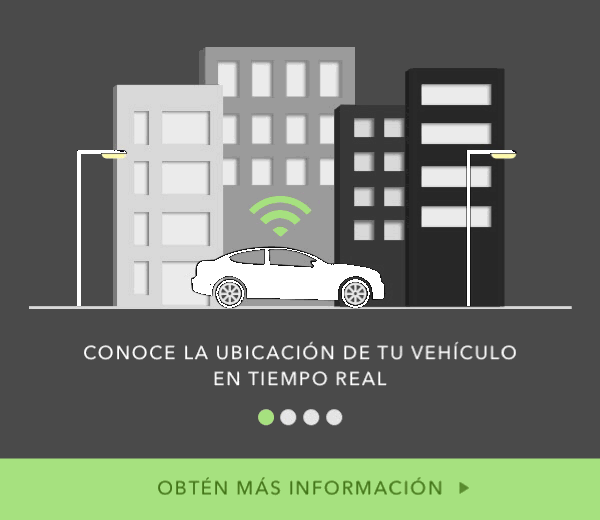 CONOCE LA UBICACIÓN DE TU VEHÍCULO
EN TIEMPO REAL
OBTÉN MÁS INFORMACIÓN